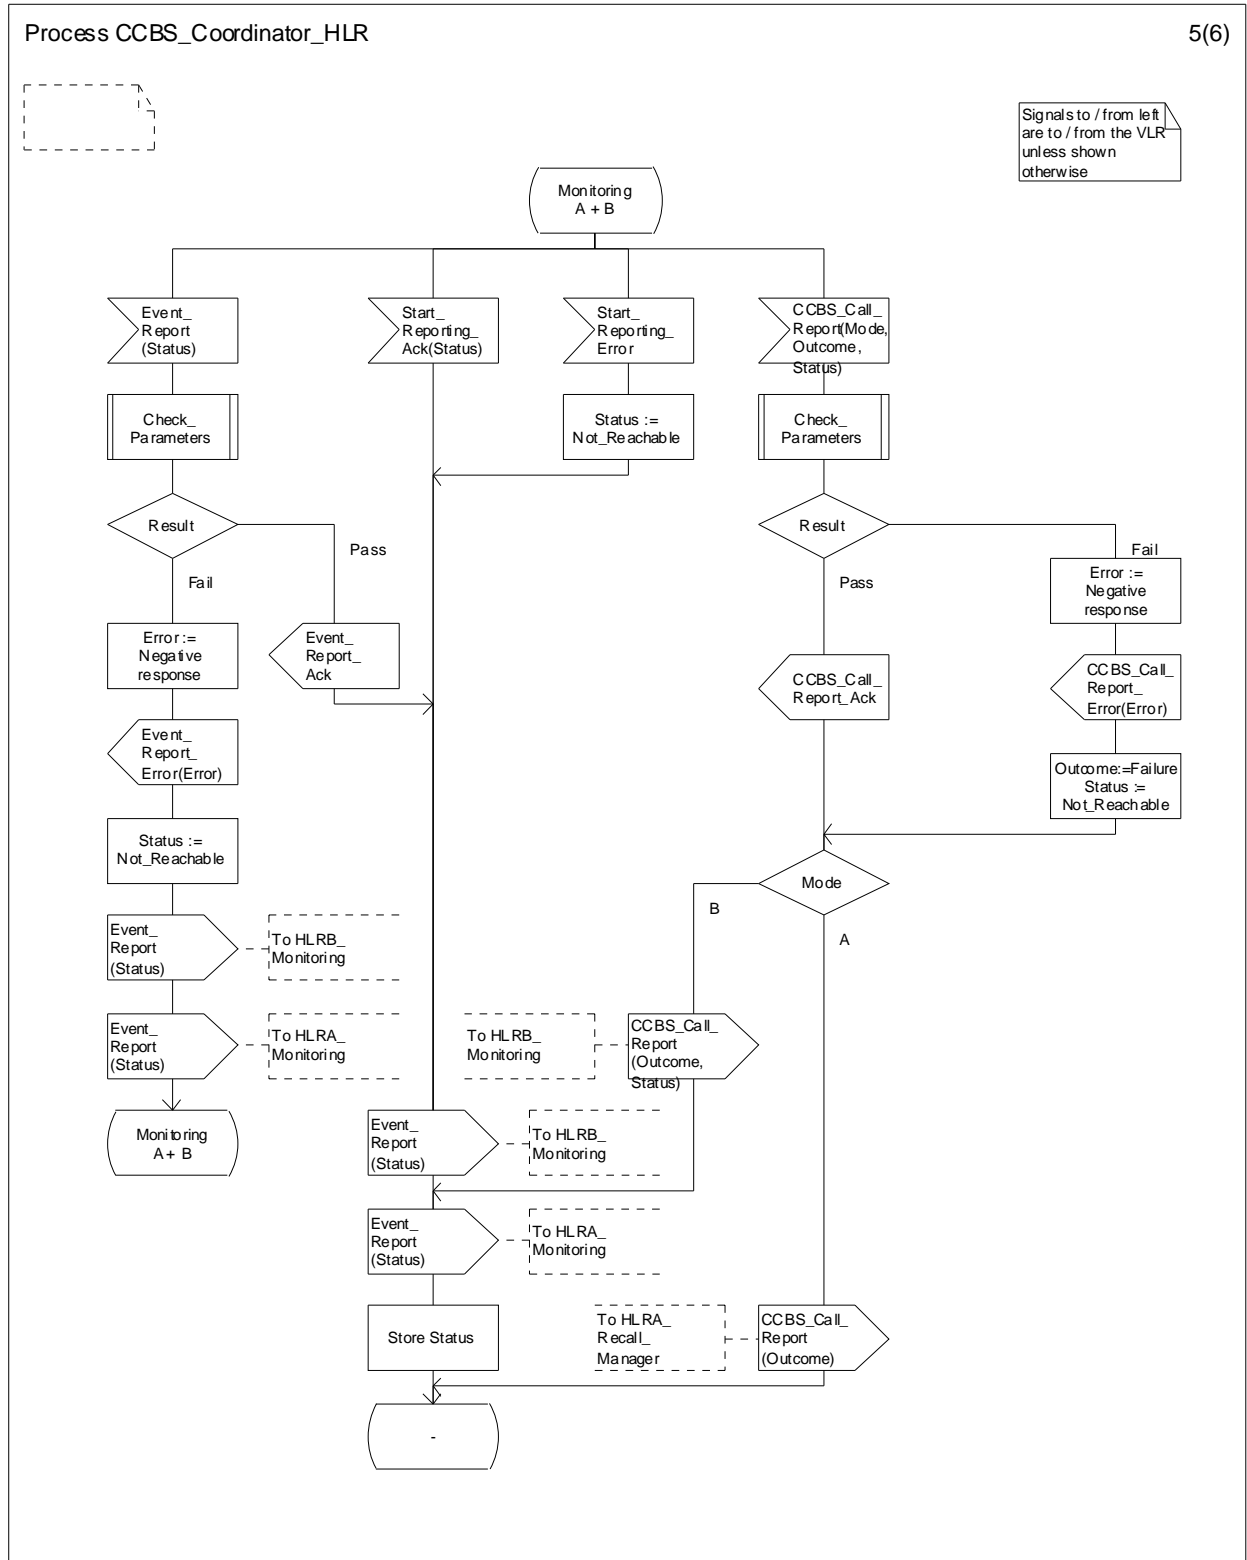 Process CCBS_Coordinator_HLR
5(6)
Signals to / from left
are to / from the VLR
unless shown
otherwise
Monitoring
A + B
Event_
Report
(Status)
Start_
Reporting_
Ack(Status)
Start_
Reporting_
Error
CCBS_Call_
Report(Mode,
Outcome,
Status)
Check_
Parameters
Status :=
Not_Reachable
Check_
Parameters
Result
Pass
Fail
Result
Pass
Fail
Error :=
Negative
response
Event_
Report_
Ack
Error :=
Negative
response
CCBS_Call_
Report_Ack
CCBS_Call_
Report_
Error(Error)
Event_
Report_
Error(Error)
Outcome:=Failure
Status :=
Not_Reachable
Status :=
Not_Reachable
Mode
B
A
Event_
Report
(Status)
To HLRB_
Monitoring
Event_
Report
(Status)
To HLRA_
Monitoring
To HLRB_
Monitoring
CCBS_Call_
Report
(Outcome,
Status)
Monitoring
A + B
Event_
Report
(Status)
To HLRB_
Monitoring
Event_
Report
(Status)
To HLRA_
Monitoring
Store Status
To HLRA_
Recall_
Manager
CCBS_Call_
Report
(Outcome)
-